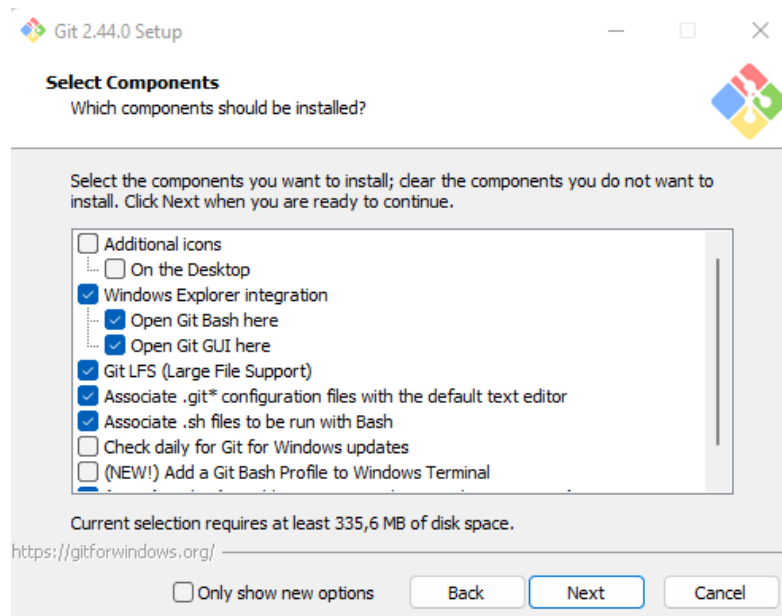 Git 2.44.0 Setup
Select Components
Which components should be installed?
Select the components you want to install; clear the components you do not want to
install. Click Next when you are ready to continue.
Additional icons
On the Desktop
Windows Explorer integration
Open Git Bash here
Open Git GUI here
Git LFS (Large File Support)
Associate .git* configuration files with the default text editor
Associate .sh files to be run with Bash
Check daily for Git for Windows updates
(NEW!) Add a Git Bash Profile to Windows Terminal
Current selection requires at least 335,6 MB of disk space.
https://gitforwindows.org/
Only show new options Back Next Cancel